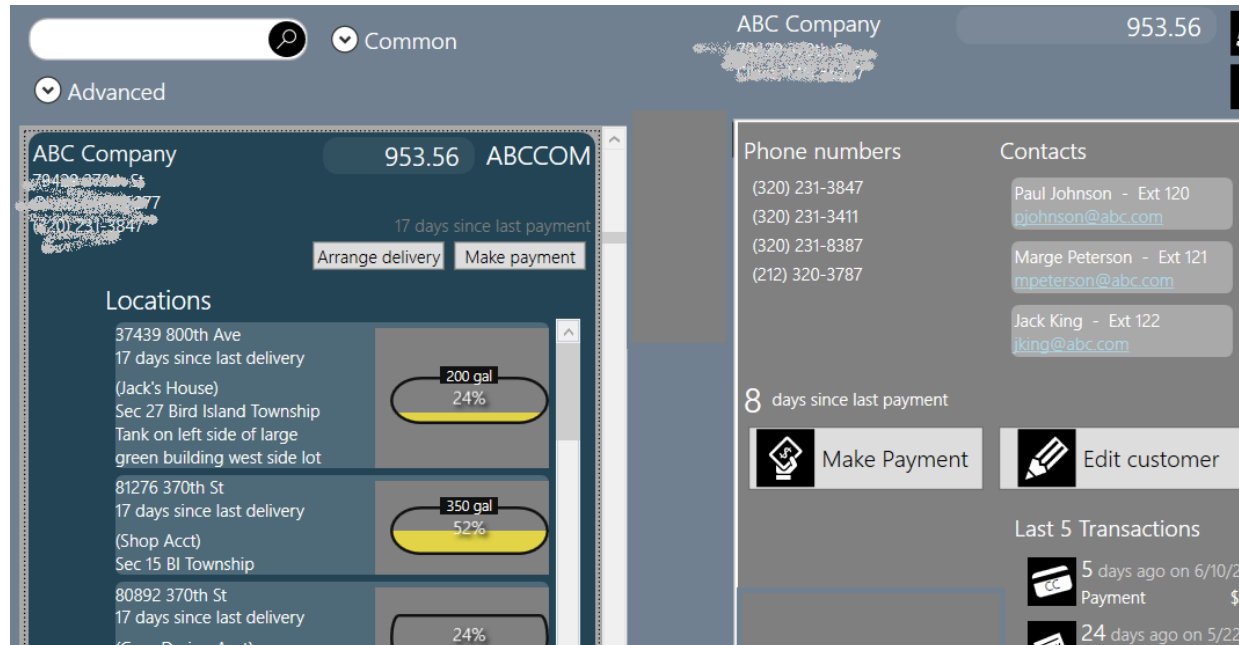 Common
Advanced
ABC Company
953.56
ABCCOM
17 days since last payment
Arrange delivery
Make payment
Locations
37439 800th Ave
17 days since last delivery
(Jack's House)
Sec 27 Bird Island Township
Tank on left side of large
green building west side lot
200 gal
24%
81276 370th St
17 days since last delivery
(Shop Acct)
Sec 15 BI Township
350 gal
52%
80892 370th St
17 days since last delivery
24%
ABC Company
953.56
Phone numbers
(320) 231-3847
(320) 231-3411
(320) 231-8387
(212) 320-3787
Contacts
Paul Johnson - Ext 120
pjohnson@abc.com
Marge Peterson - Ext 121
mpeterson@abc.com
Jack King - Ext 122
jking@abc.com
8 days since last payment
Make Payment
Edit customer
Last 5 Transactions
CC
5 days ago on 6/10/2
Payment $
24 days ago on 5/22